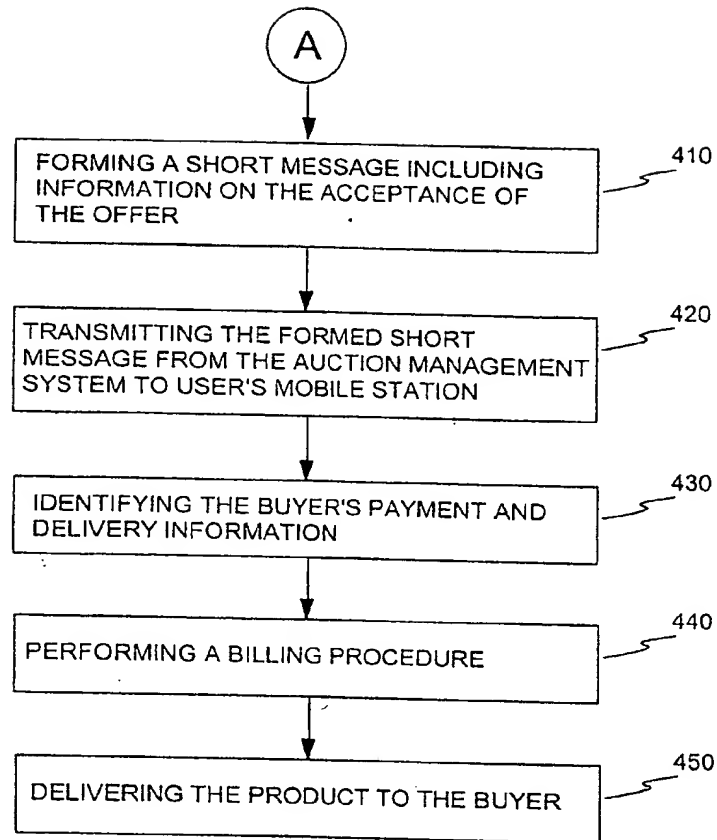 A
410
FORMING A SHORT MESSAGE INCLUDING
INFORMATION ON THE ACCEPTANCE OF
THE OFFER
420
TRANSMITTING THE FORMED SHORT
MESSAGE FROM THE AUCTION MANAGEMENT
SYSTEM TO USER'S MOBILE STATION
430
IDENTIFYING THE BUYER'S PAYMENT AND
DELIVERY INFORMATION
440
PERFORMING A BILLING PROCEDURE
450
DELIVERING THE PRODUCT TO THE BUYER